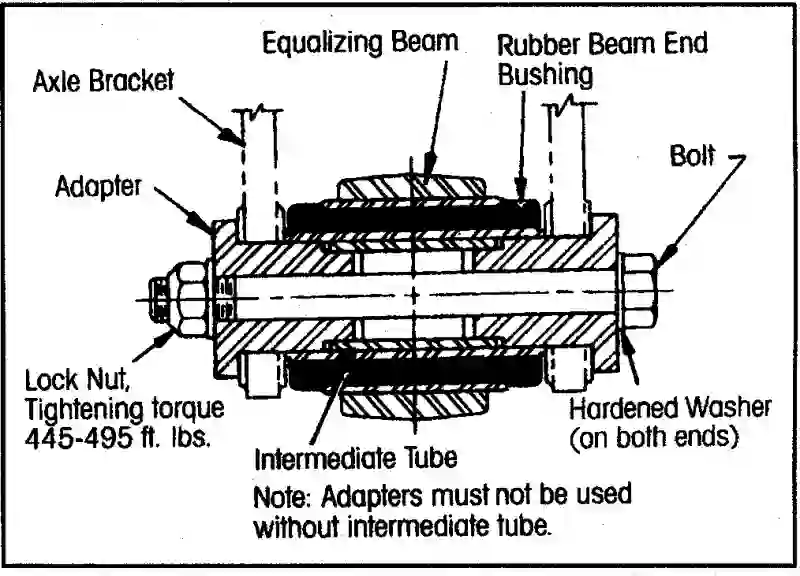 Equalizing Beam
Rubber Beam End
Bushing
Axle Bracket
Bolt
Adapter
Lock Nut,
Tightening torque
445-495 ft. lbs.
Hardened Washer
(on both ends)
Intermediate Tube
Note: Adapters must not be used
without intermediate tube.